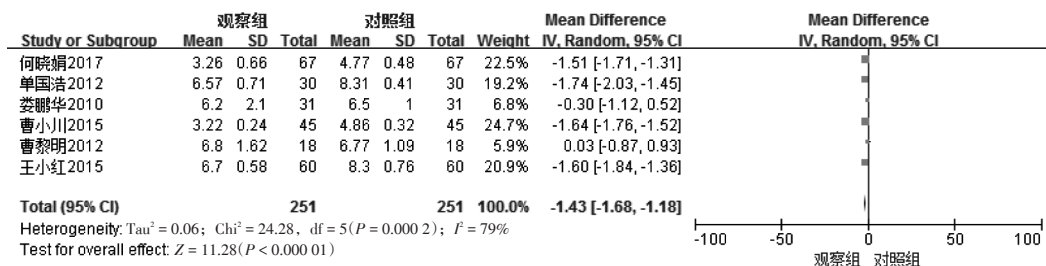 观察组 对照组 Mean Difference Mean Difference
Study or Subgroup Mean SD Total Mean SD Total Weight IV, Random, 95% CI IV, Random, 95% CI
何晓娟2017 3.26 0.66 67 4.77 0.48 67 22.5% -1.51 [-1.71, -1.31]
单国浩2012 6.57 0.71 30 8.31 0.41 30 19.2% -1.74 [-2.03, -1.45]
娄鹏华2010 6.2 2.1 31 6.5 1 31 6.8% -0.30 [-1.12, 0.52]
曹小川2015 3.22 0.24 45 4.86 0.32 45 24.7% -1.64 [-1.76, -1.52]
曹黎明2012 6.8 1.62 18 6.77 1.09 18 5.9% 0.03 [-0.87, 0.93]
王小红2015 6.7 0.58 60 8.3 0.76 60 20.9% -1.60 [-1.84, -1.36]
Total (95% CI) 251 251 100.0% -1.43 [-1.68, -1.18]
Heterogeneity: Tau² = 0.06; Chi² = 24.28, df = 5(P = 0.000 2); I² = 79%
Test for overall effect: Z = 11.28(P < 0.000 01)
-100 -50 0 50 100
观察组 对照组